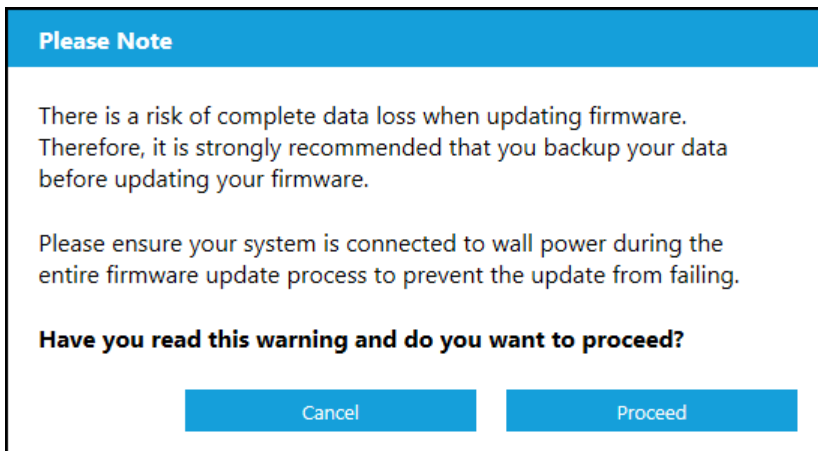 Please Note
There is a risk of complete data loss when updating firmware.
Therefore, it is strongly recommended that you backup your data
before updating your firmware.
Please ensure your system is connected to wall power during the
entire firmware update process to prevent the update from failing.
Have you read this warning and do you want to proceed?
Cancel
Proceed